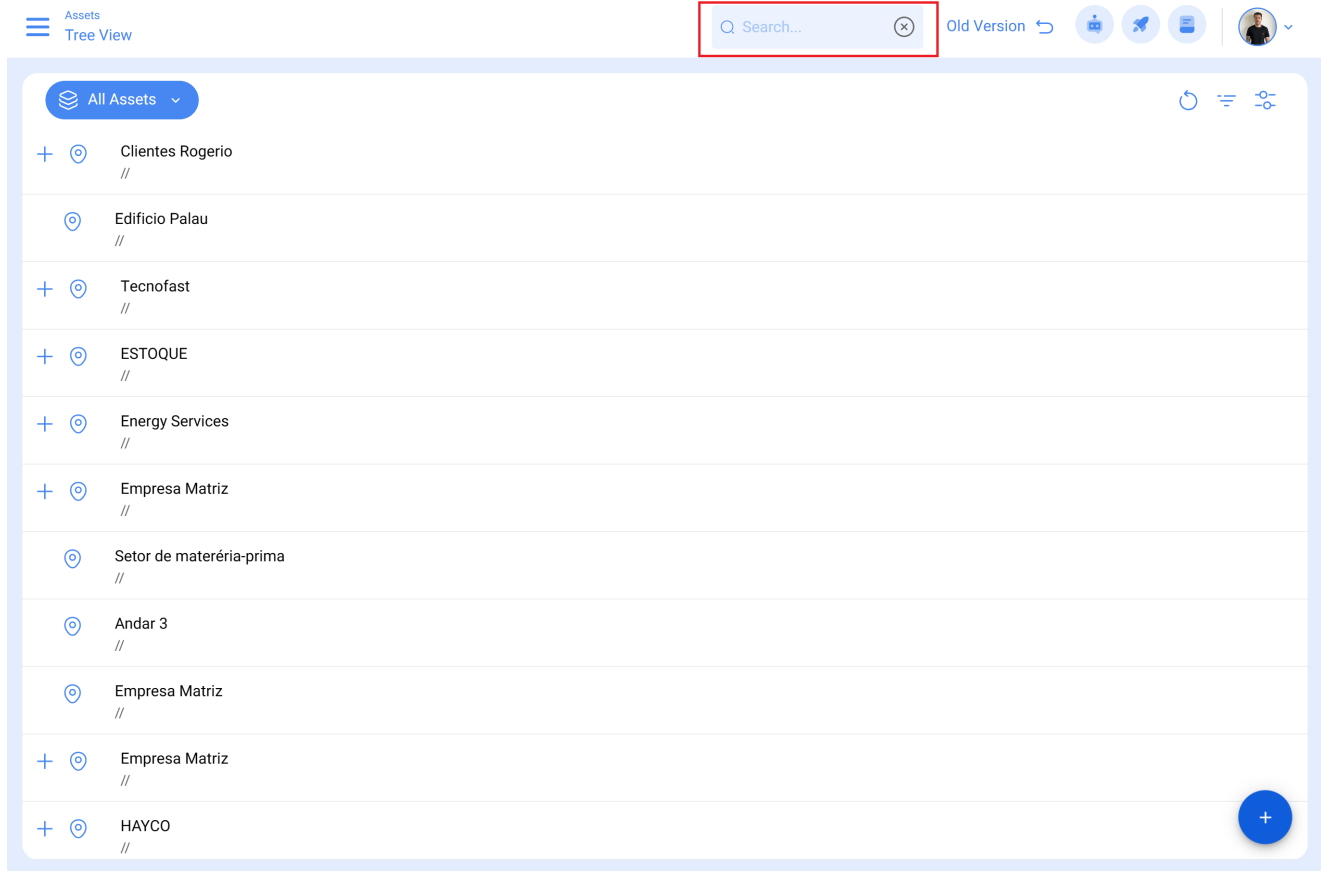 Assets
Tree View
Search...
Old Version
All Assets
Clientes Rogerio
//
Edificio Palau
//
Tecnofast
//
ESTOQUE
//
Energy Services
//
Empresa Matriz
//
Setor de materéria-prima
//
Andar 3
//
Empresa Matriz
//
Empresa Matriz
//
HAYCO
//